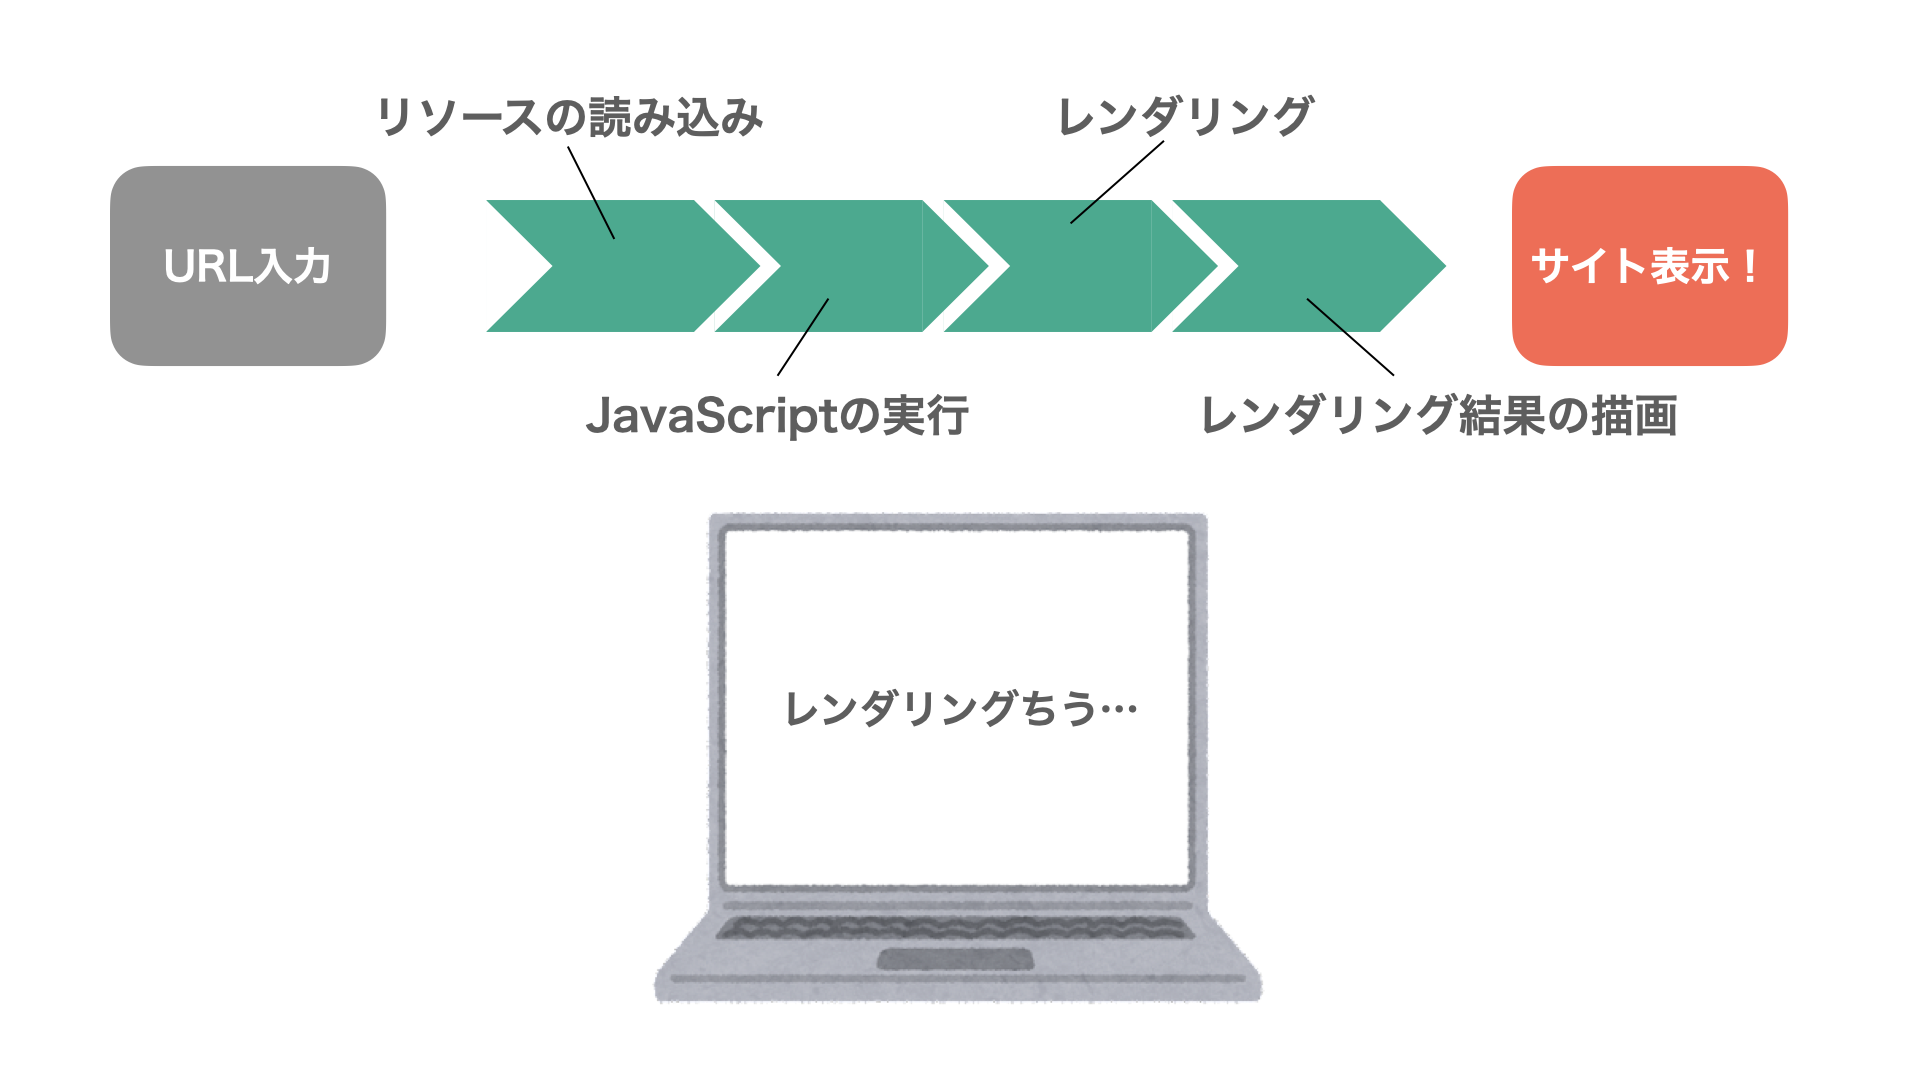 リソースの読み込み
レンダリング
URL入力
サイト表示！
JavaScriptの実行
レンダリング結果の描画
レンダリングちう…